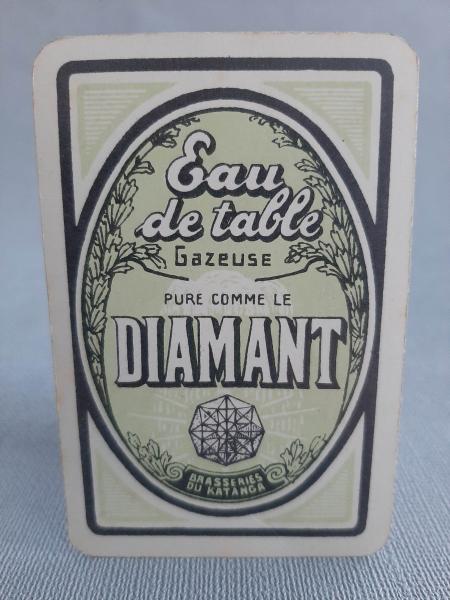 Eau
de table
GAZEUSE
PURE COMME LE
DIAMANT
BRASSERIES
DU KATANGA